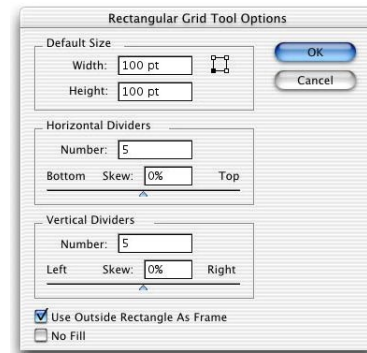 Rectangular Grid Tool Options
Default Size
Width: 100 pt
Height: 100 pt
OK
Cancel
Horizontal Dividers
Number: 5
Bottom Skew: 0% Top
Vertical Dividers
Number: 5
Left Skew: 0% Right
Use Outside Rectangle As Frame
No Fill